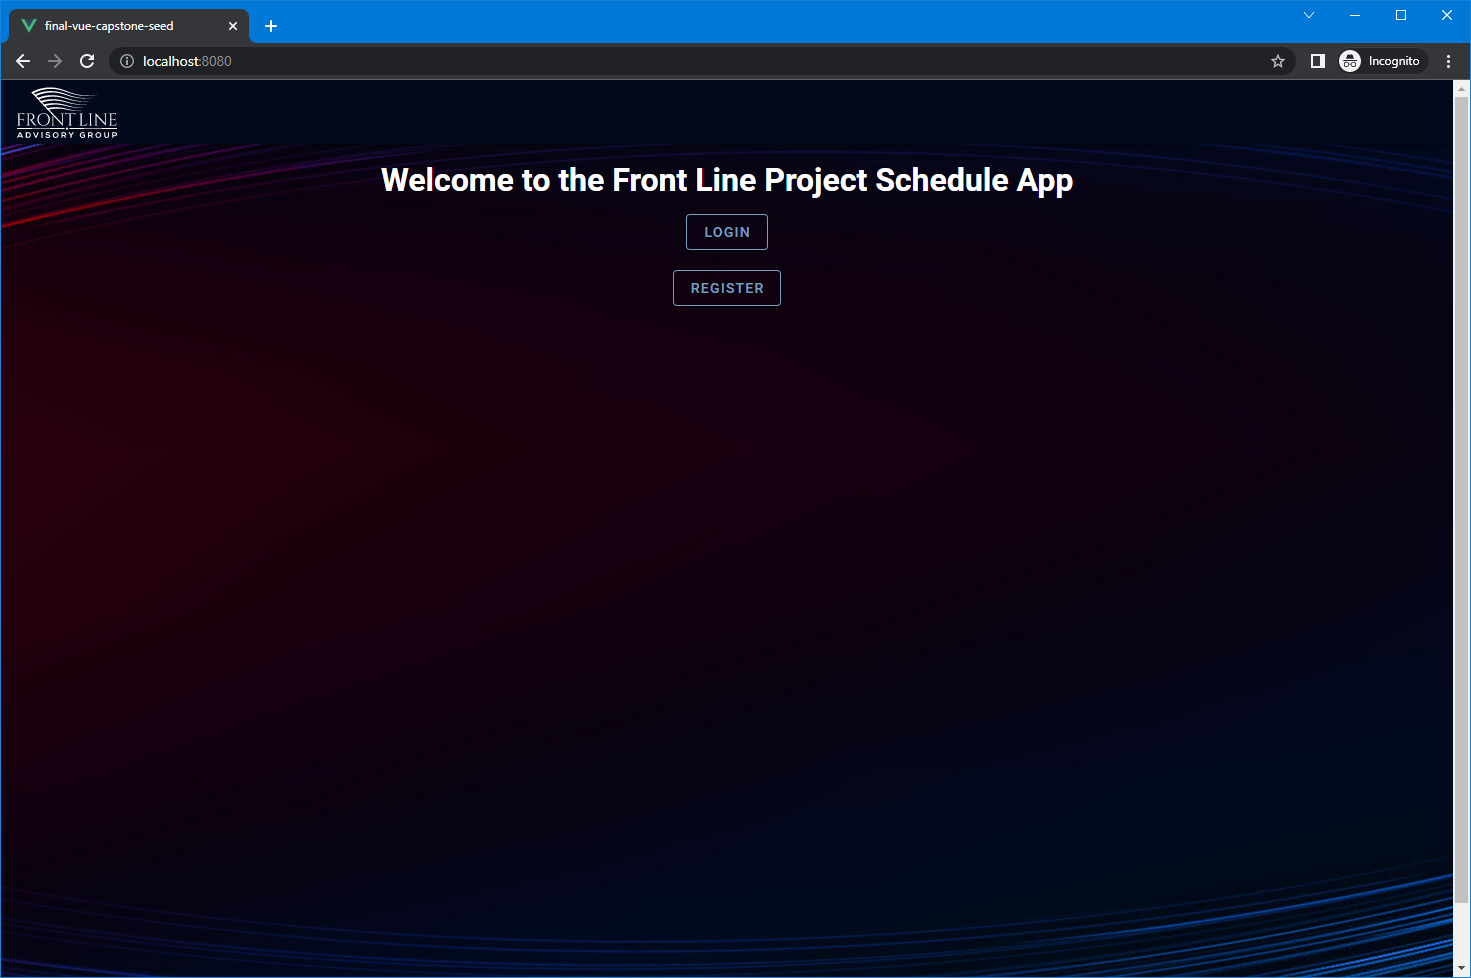 final-vue-capstone-seed
localhost:8080
Incognito
FRONT LINE
ADVISORY GROUP
Welcome to the Front Line Project Schedule App
LOGIN
REGISTER